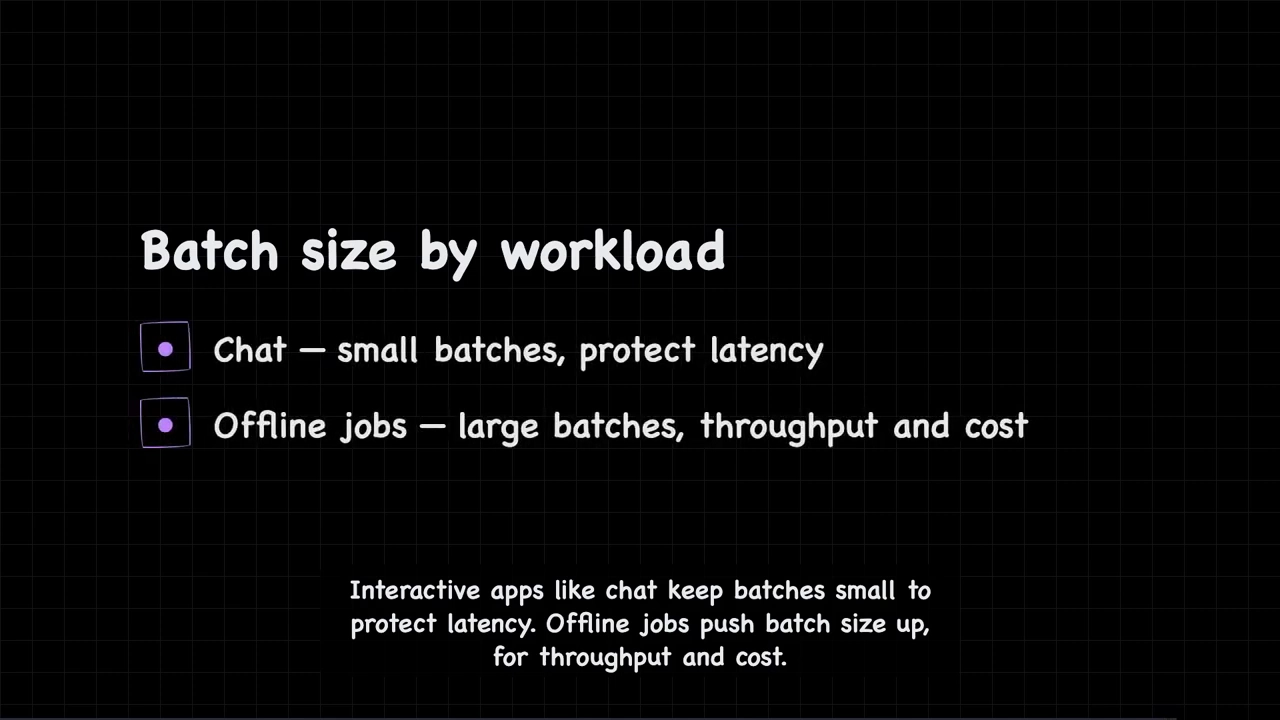 Batch size by workload
Chat — small batches, protect latency
Offline jobs — large batches, throughput and cost
Interactive apps like chat keep batches small to
protect latency. Offline jobs push batch size up,
for throughput and cost.